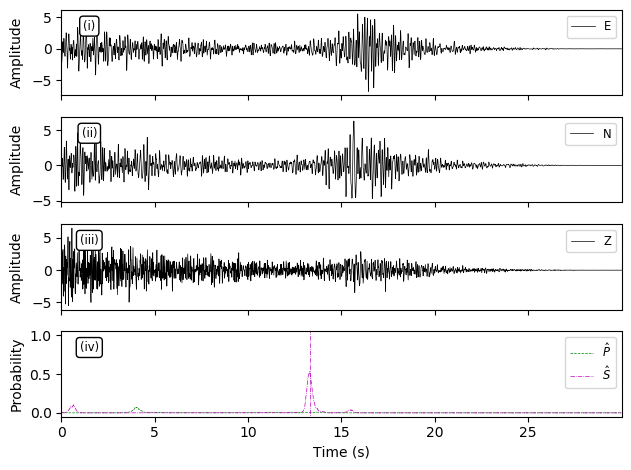 5
0
−5
Amplitude
(i)
E
5
0
−5
Amplitude
(ii)
N
5
0
−5
Amplitude
(iii)
Z
1.0
0.5
0.0
Probability
(iv)
P̂
Ŝ
0 5 10 15 20 25
Time (s)